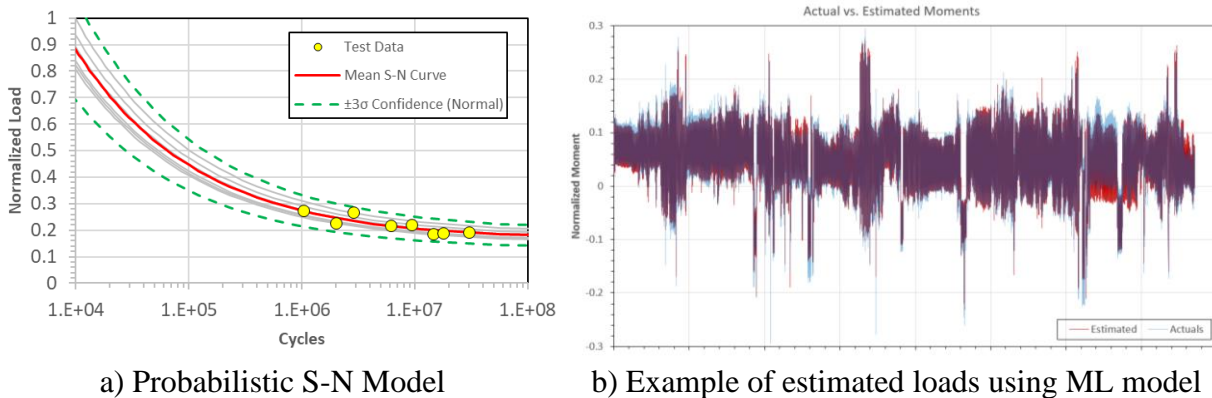 Normalized Load
1
0.9
0.8
0.7
0.6
0.5
0.4
0.3
0.2
0.1
0
Test Data
Mean S-N Curve
±3σ Confidence (Normal)
1.E+04 1.E+05 1.E+06 1.E+07 1.E+08
Cycles
a) Probabilistic S-N Model
Actual vs. Estimated Moments
Normalized Moment
0.3
0.2
0.1
0
-0.1
-0.2
-0.3
Estimated Actuals
b) Example of estimated loads using ML model